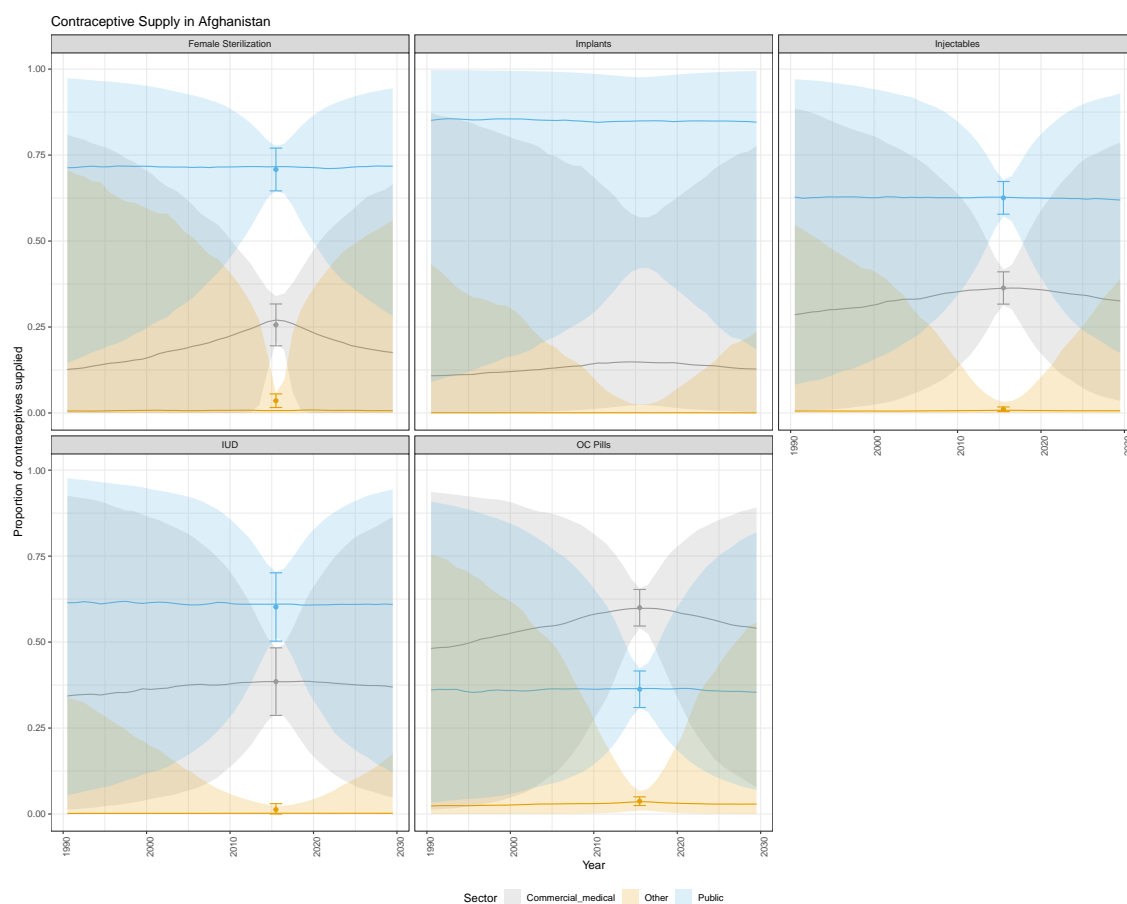 Contraceptive Supply in Afghanistan
Female Sterilization
Implants
Injectables
1.00
0.75
0.50
0.25
0.00
1990
2000
2010
2020
2030
IUD
OC Pills
1.00
0.75
0.50
0.25
0.00
1990
2000
2010
2020
2030
1990
2000
2010
2020
2030
Proportion of contraceptives supplied
Year
Sector Commercial_medical Other Public